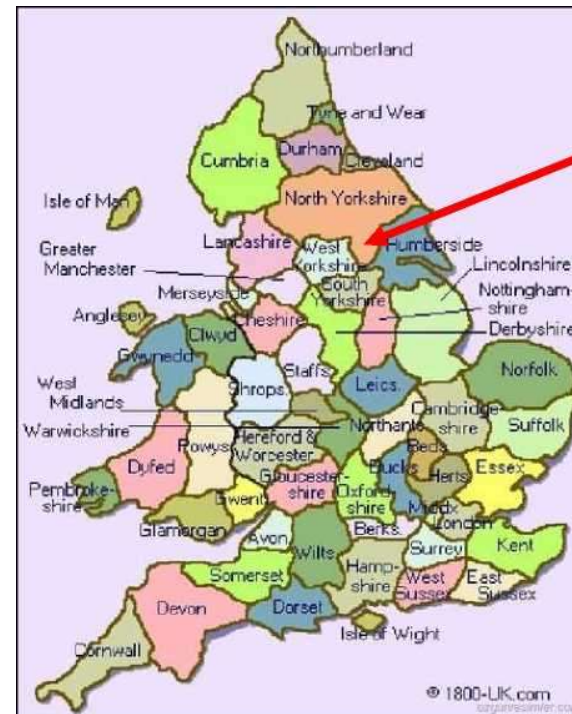 Northumberland
Tyne and Wear
Durham
Cleveland
Cumbria
North Yorkshire
Isle of Man
Lancashire
West
Yorkshire
Humberside
Greater
Manchester
South
Yorkshire
Lincolnshire
Merseyside
Nottingham-
shire
Anglesey
Cheshire
Derbyshire
Clwyd
Gwynedd
Staffs.
Norfolk
Shrops.
Leics.
West
Midlands
Cambridge-
shire
Suffolk
Warwickshire
Powys
Hereford &
Worcester
Northants
Beds.
Dyfed
Bucks
Herts
Essex
Pembroke-
shire
Gwent
Gloucester-
shire
Oxford
shire
Middx
London
Glamorgan
Avon
Wilts
Berks.
Surrey
Kent
Somerset
Hamp-
shire
West
Sussex
East
Sussex
Devon
Dorset
Isle of Wight
Cornwall
© 1800-UK.com